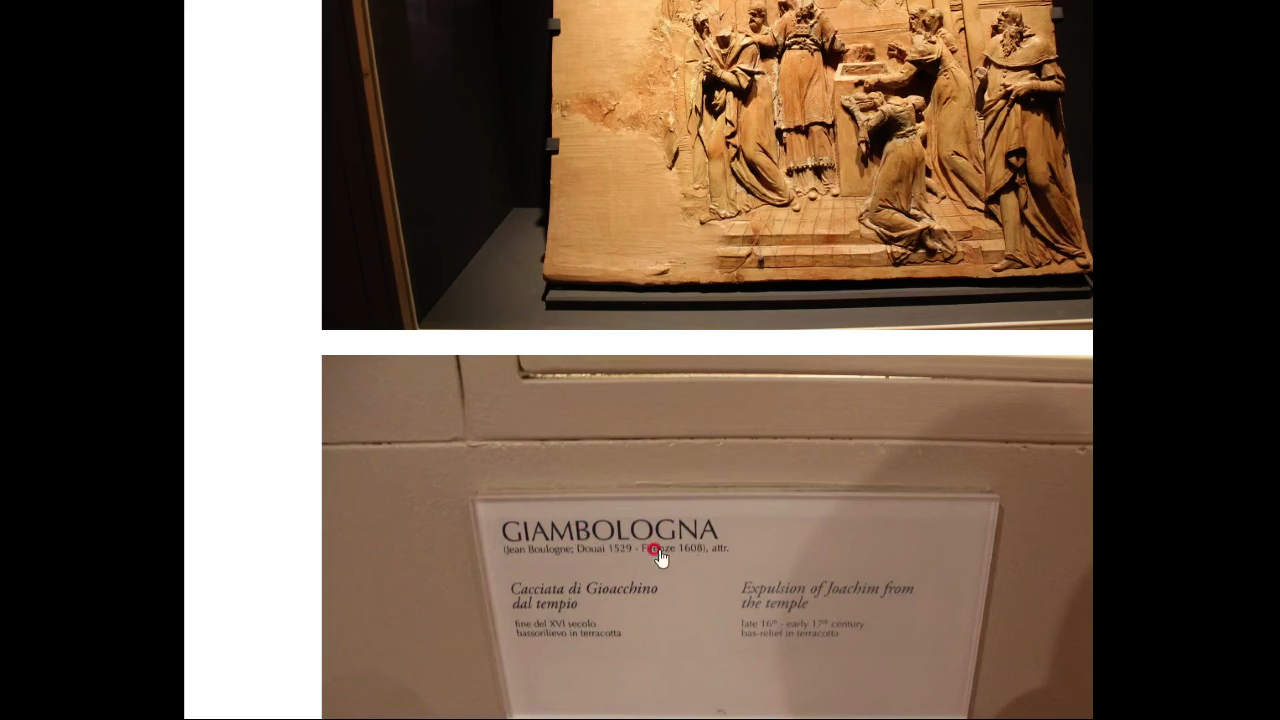 GIAMBOLOGNA
(Jean Boulogne; Douai 1529 - Firenze 1608), attr.
Cacciata di Gioacchino
dal tempio
fine del XVI secolo
bassorilievo in terracotta
Expulsion of Joachim from
the temple
late 16th - early 17th century
bas-relief in terracotta